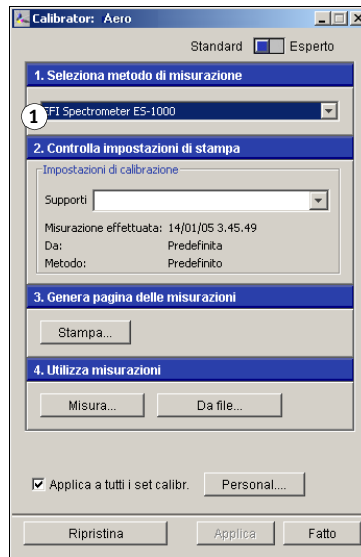 Calibrator: Aero
Standard Esperto
1. Seleziona metodo di misurazione
1 EFI Spectrometer ES-1000
2. Controlla impostazioni di stampa
Impostazioni di calibrazione
Supporti
Misurazione effettuata: 14/01/05 3.45.49
Da: Predefinita
Metodo: Predefinito
3. Genera pagina delle misurazioni
Stampa...
4. Utilizza misurazioni
Misura... Da file...
Applica a tutti i set calibr. Personal....
Ripristina Applica Fatto